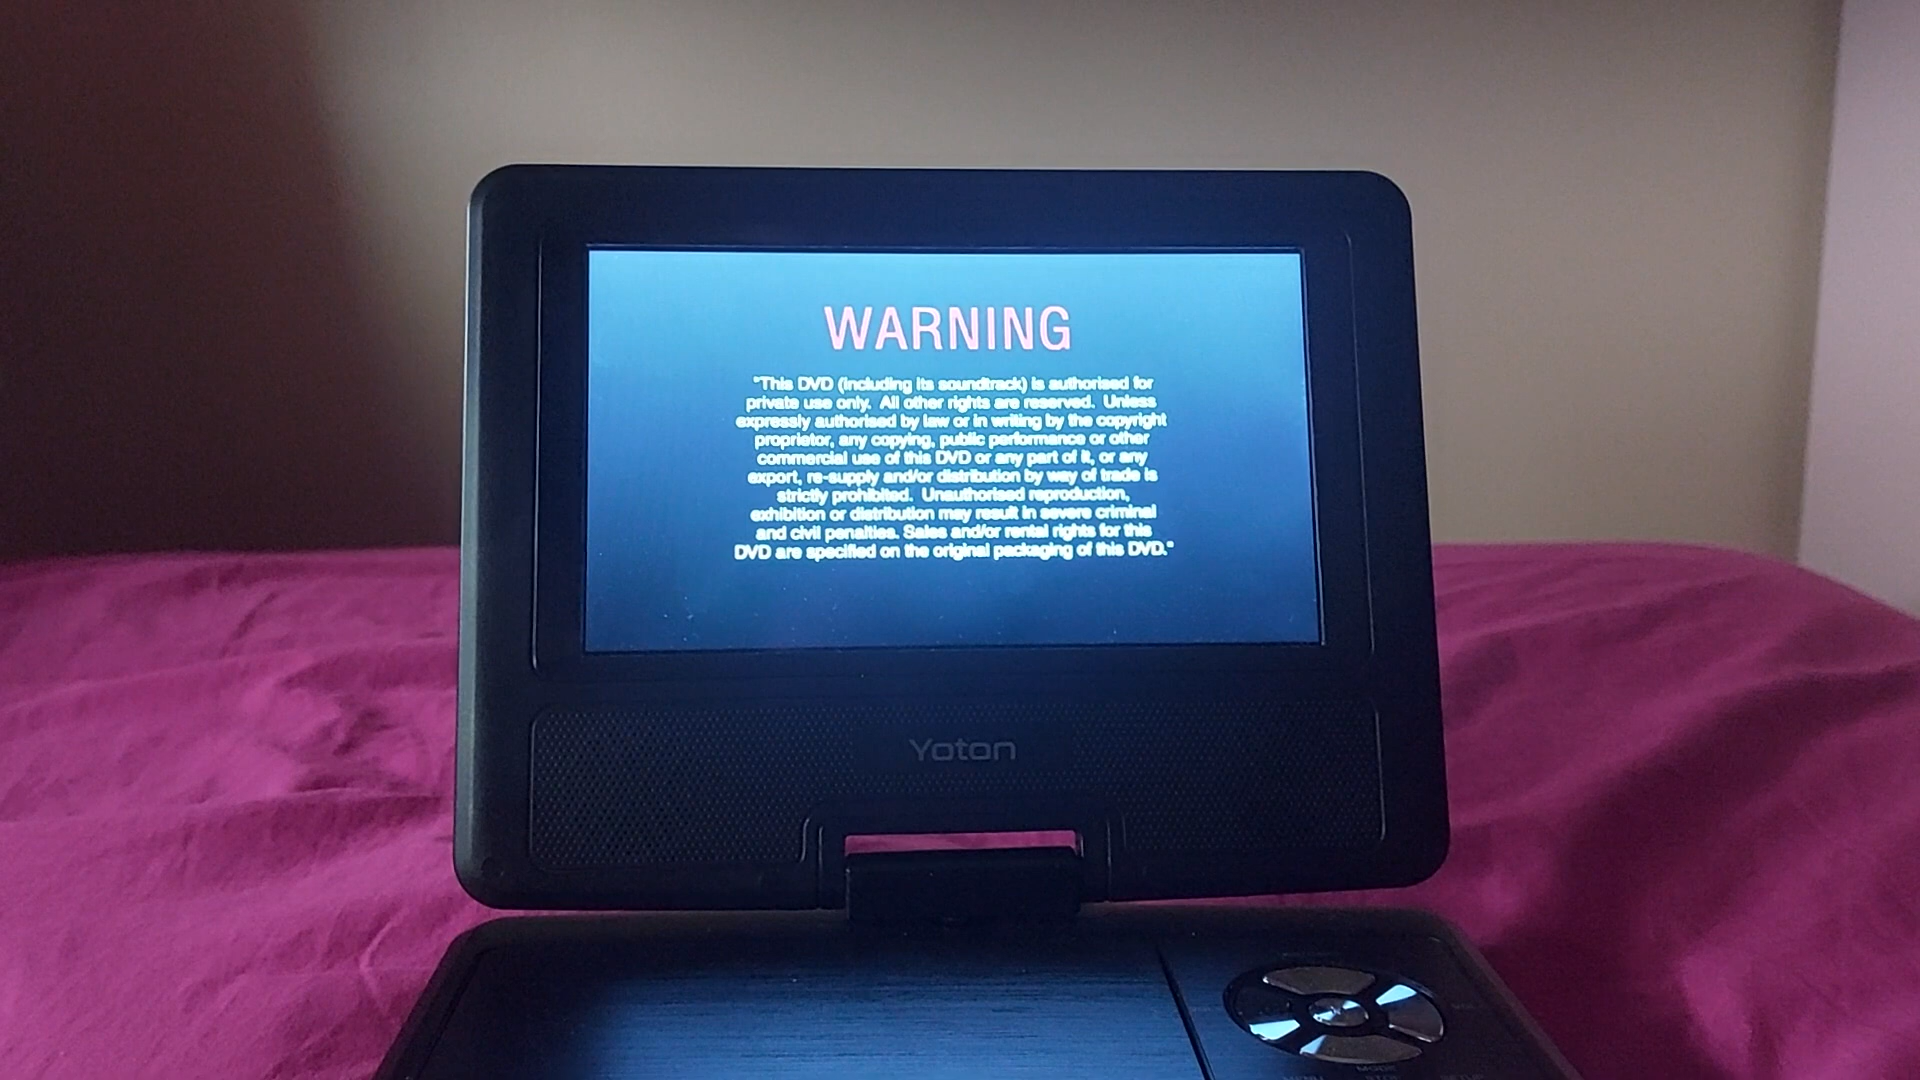 WARNING
"This DVD (including its soundtrack) is authorised for
private use only. All other rights are reserved. Unless
expressly authorised by law or in writing by the copyright
proprietor, any copying, public performance or other
commercial use of this DVD or any part of it, or any
export, re-supply and/or distribution by way of trade is
strictly prohibited. Unauthorised reproduction,
exhibition or distribution may result in severe criminal
and civil penalties. Sales and/or rental rights for this
DVD are specified on the original packaging of this DVD."
Yoton